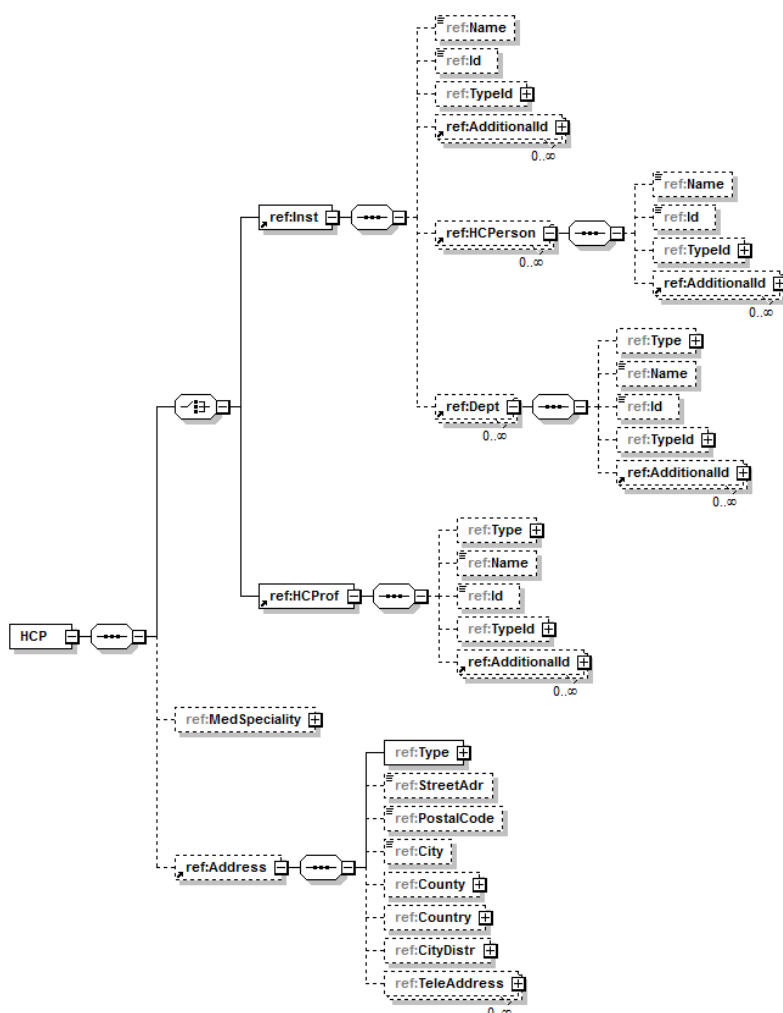 ref:Name
ref:Id
ref:TypeId
ref:AdditionalId
0..∞
ref:Inst
ref:HCPerson
0..∞
ref:Name
ref:Id
ref:TypeId
ref:AdditionalId
0..∞
ref:Dept
0..∞
ref:Type
ref:Name
ref:Id
ref:TypeId
ref:AdditionalId
0..∞
ref:HCProf
ref:Type
ref:Name
ref:Id
ref:TypeId
ref:AdditionalId
0..∞
HCP
ref:MedSpeciality
ref:Address
ref:Type
ref:StreetAdr
ref:PostalCode
ref:City
ref:County
ref:Country
ref:CityDistr
ref:TeleAddress
0..∞